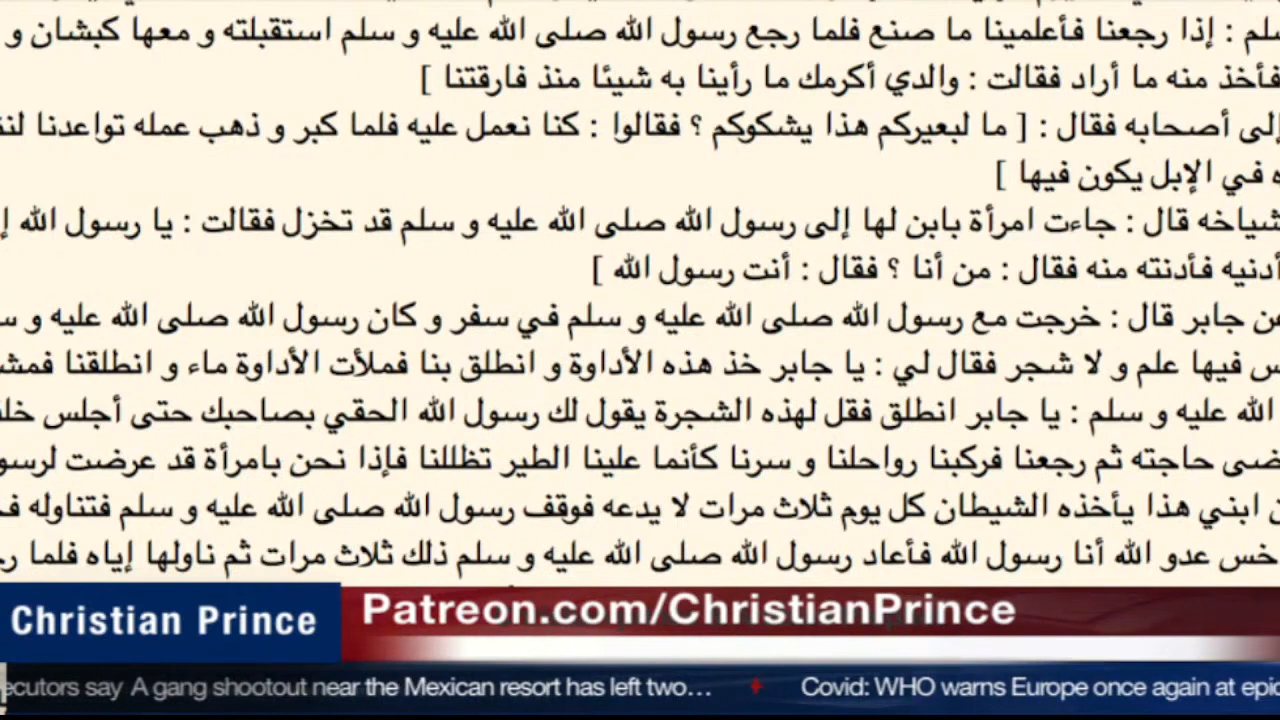 سلم : إذا رجعنا فأعلمينا ما صنع فلما رجع رسول الله صلى الله عليه و سلم استقبلته و معها كبشان و
فأخذ منه ما أراد فقالت : والدي أكرمك ما رأينا به شيئا منذ فارقتنا ]
إلى أصحابه فقال : [ ما لبعيركم هذا يشكوكم ؟ فقالوا : كنا نعمل عليه فلما كبر و ذهب عمله تواعدنا
ه في الإبل يكون فيها ]
شياخه قال : جاءت امرأة بابن لها إلى رسول الله صلى الله عليه و سلم قد تخزل فقالت : يا رسول الله
أدنيه فأدنته منه فقال : من أنا ؟ فقال : أنت رسول الله ]
ن جابر قال : خرجت مع رسول الله صلى الله عليه و سلم في سفر و كان رسول الله صلى الله عليه و
س فيها علم و لا شجر فقال لي : يا جابر خذ هذه الأداوة و انطلق بنا فملأت الأداوة ماء و انطلقنا
الله عليه و سلم : يا جابر انطلق فقل لهذه الشجرة يقول لك رسول الله الحقي بصاحبك حتى أجلس
ضى حاجته ثم رجعنا فركبنا رواحلنا و سرنا كأنما علينا الطير تظللنا فإذا نحن بامرأة قد عرضت
ن ابني هذا يأخذه الشيطان كل يوم ثلاث مرات لا يدعه فوقف رسول الله صلى الله عليه و سلم فتناوله
خس عدو الله أنا رسول الله فأعاد رسول الله صلى الله عليه و سلم ذلك ثلاث مرات ثم ناولها إياه فلما
Christian Prince
Patreon.com/ChristianPrince
ecutors say A gang shootout near the Mexican resort has left two... Covid: WHO warns Europe once again at epic